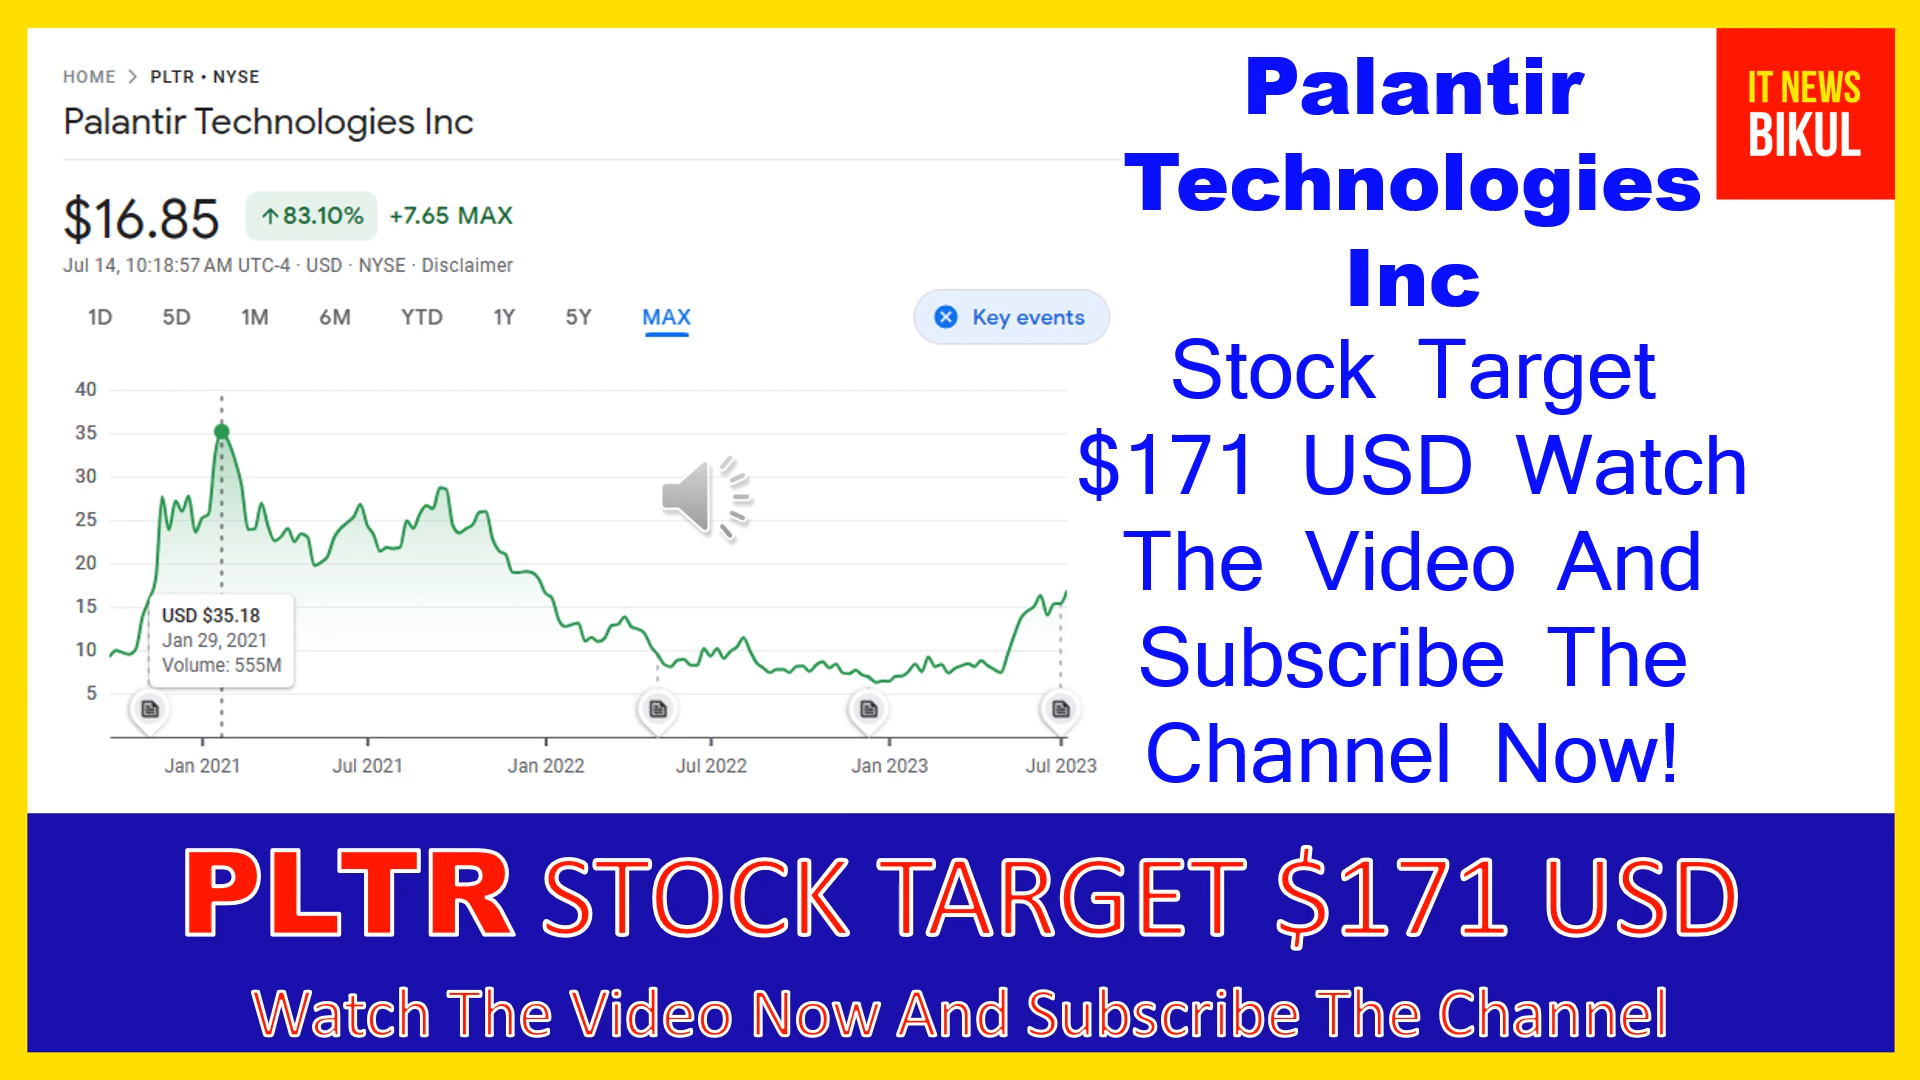 HOME > PLTR • NYSE
Palantir Technologies Inc
$16.85 ↑83.10% +7.65 MAX
Jul 14, 10:18:57 AM UTC-4 · USD · NYSE · Disclaimer
1D 5D 1M 6M YTD 1Y 5Y MAX
Key events
40
35
30
25
20
15
10
5
USD $35.18
Jan 29, 2021
Volume: 555M
Jan 2021 Jul 2021 Jan 2022 Jul 2022 Jan 2023 Jul 2023
Palantir
Technologies
Inc
Stock Target
$171 USD Watch
The Video And
Subscribe The
Channel Now!
IT NEWS
BIKUL
PLTR STOCK TARGET $171 USD
Watch The Video Now And Subscribe The Channel